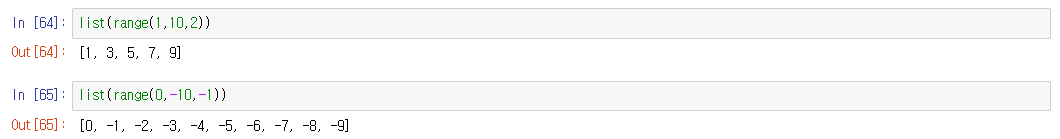 In [64]: list(range(1,10,2))
Out[64]: [1, 3, 5, 7, 9]
In [65]: list(range(0,-10,-1))
Out[65]: [0, -1, -2, -3, -4, -5, -6, -7, -8, -9]